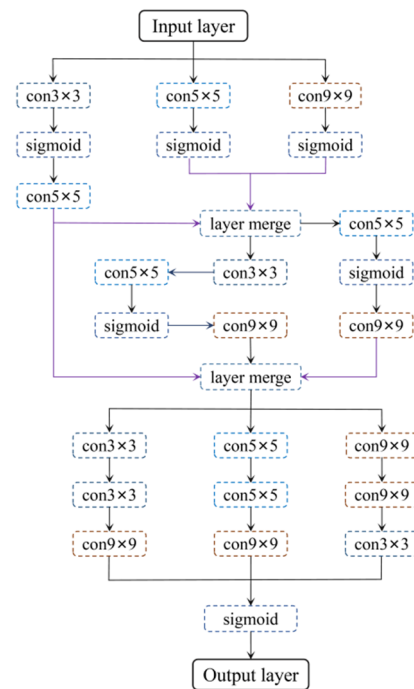 Input layer
con3×3 con5×5 con9×9
sigmoid sigmoid sigmoid
con5×5
layer merge con5×5
con5×5 con3×3 sigmoid
sigmoid con9×9 con9×9
layer merge
con3×3 con5×5 con9×9
con3×3 con5×5 con9×9
con9×9 con9×9 con3×3
sigmoid
Output layer